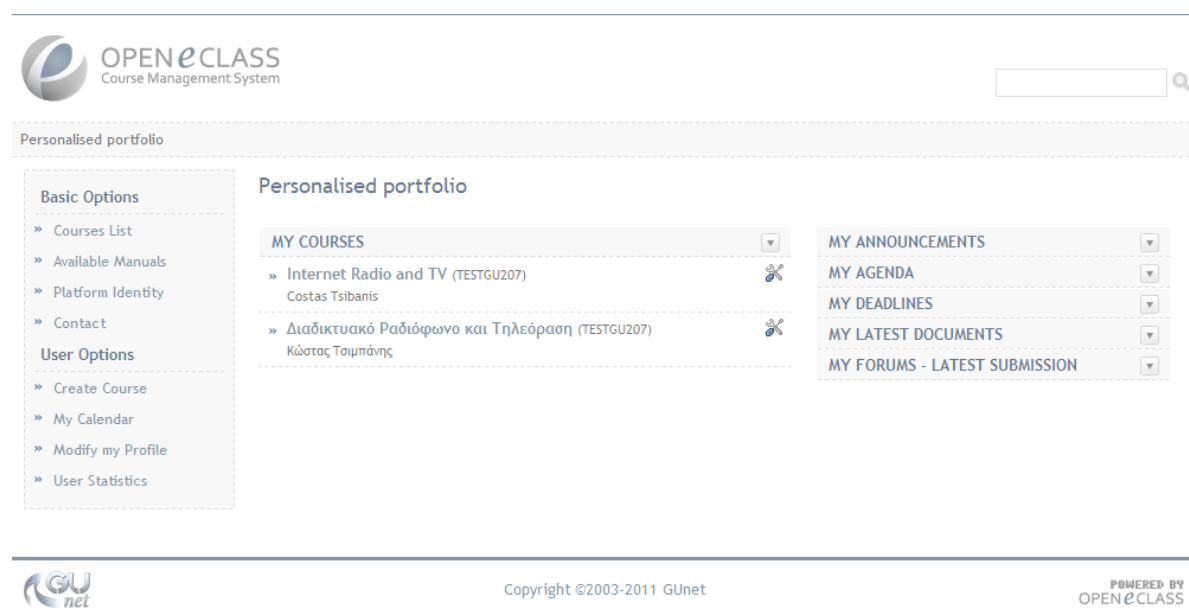 OPEN eCLASS
Course Management System
Personalised portfolio
Basic Options
» Courses List
» Available Manuals
» Platform Identity
» Contact
User Options
» Create Course
» My Calendar
» Modify my Profile
» User Statistics
Personalised portfolio
MY COURSES
» Internet Radio and TV (TESTGU207)
Costas Tsibanis
» Διαδικτυακό Ραδιόφωνο και Τηλεόραση (TESTGU207)
Κώστας Τσιμπάνης
MY ANNOUNCEMENTS
MY AGENDA
MY DEADLINES
MY LATEST DOCUMENTS
MY FORUMS - LATEST SUBMISSION
GU
net
Copyright ©2003-2011 GUnet
POWERED BY
OPEN eCLASS